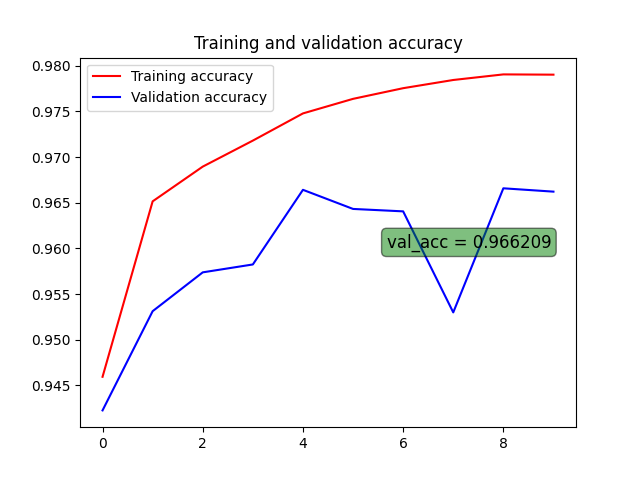 Training and validation accuracy
Training accuracy
Validation accuracy
0.980
0.975
0.970
0.965
0.960
0.955
0.950
0.945
val_acc = 0.966209
0 2 4 6 8